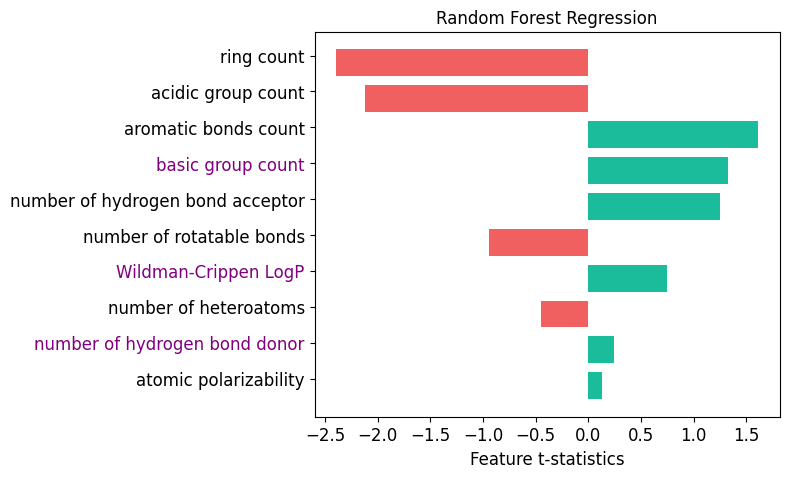 Random Forest Regression
ring count
acidic group count
aromatic bonds count
basic group count
number of hydrogen bond acceptor
number of rotatable bonds
Wildman-Crippen LogP
number of heteroatoms
number of hydrogen bond donor
atomic polarizability
−2.5 −2.0 −1.5 −1.0 −0.5 0.0 0.5 1.0 1.5
Feature t-statistics